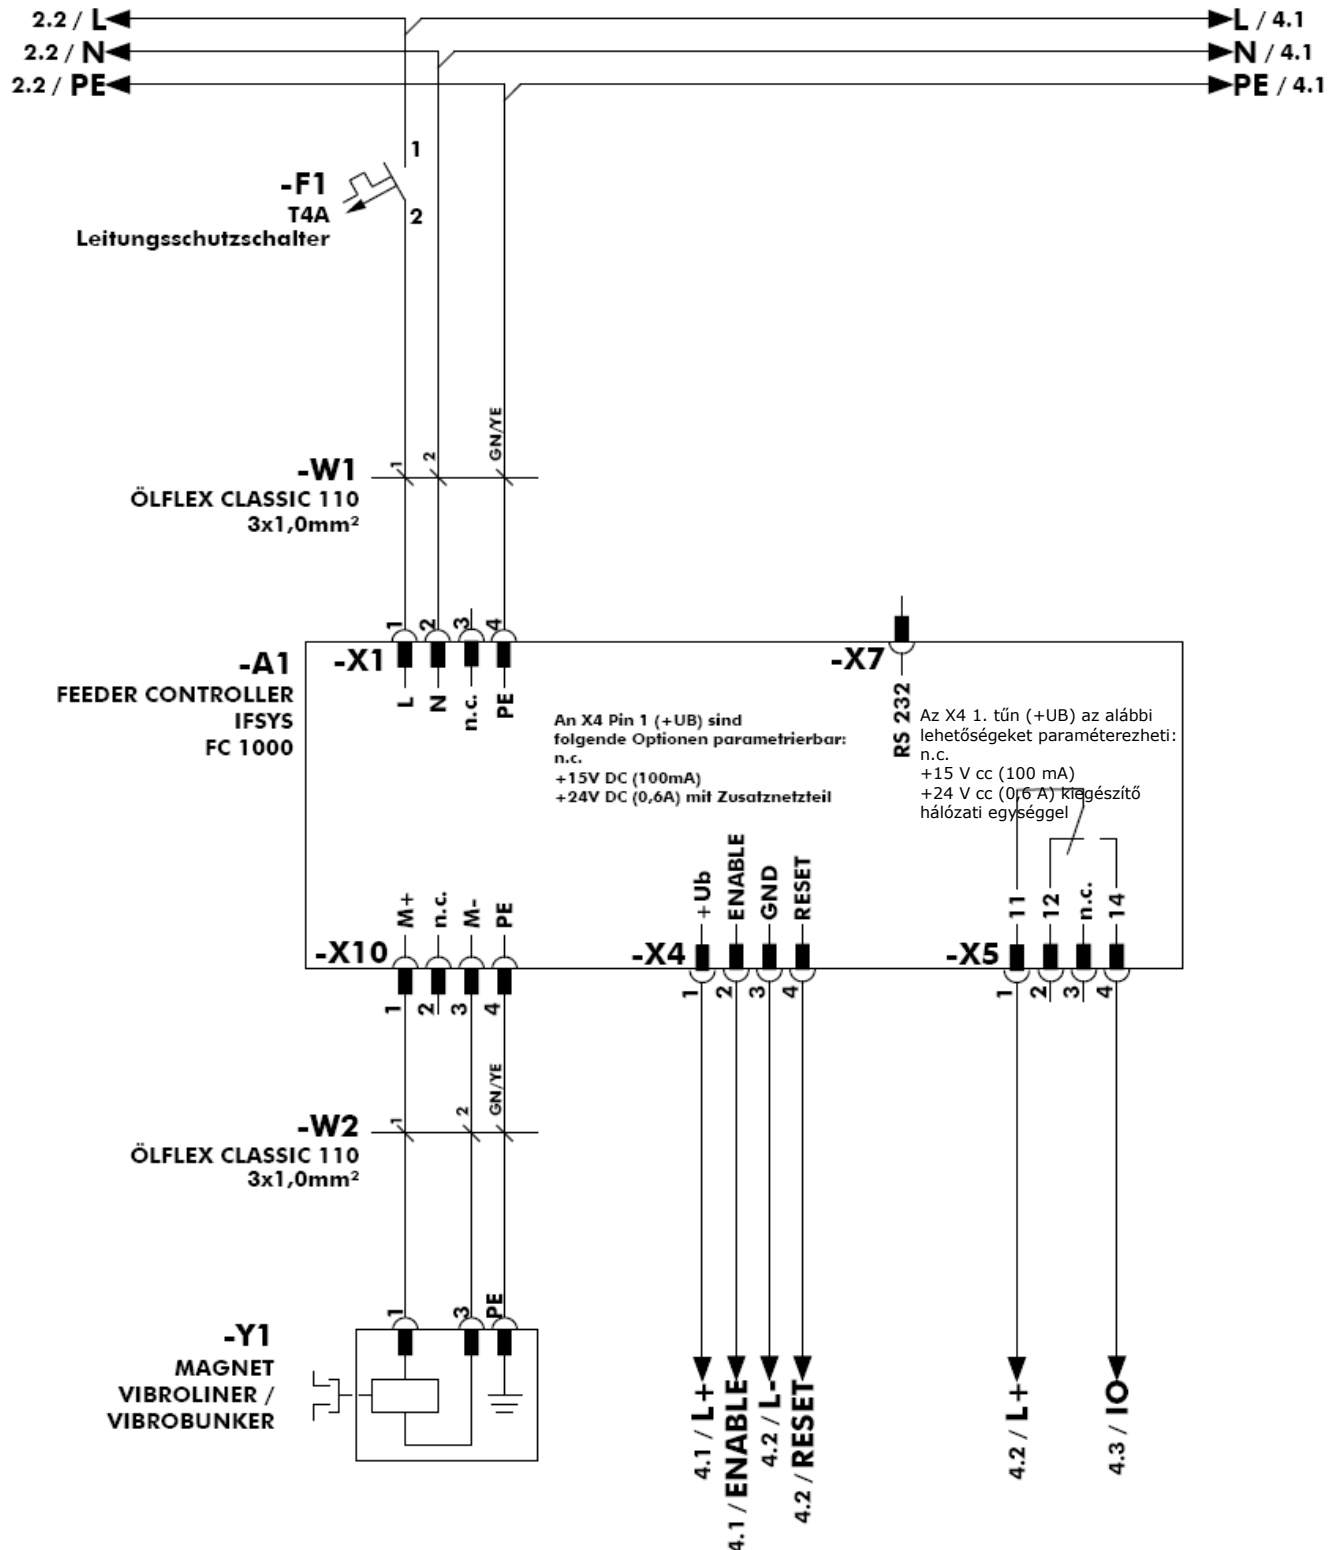 2.2 / L
L / 4.1
2.2 / N
N / 4.1
2.2 / PE
PE / 4.1
1
-F1
T4A
2
Leitungsschutzschalter
GN/YE
1
2
-W1
ÖLFLEX CLASSIC 110
3x1,0mm²
1
2
3
4
-A1
-X1
-X7
FEEDER CONTROLLER
IFSYS
FC 1000
L
N
n.c.
PE
RS 232
An X4 Pin 1 (+UB) sind
folgende Optionen parametrierbar:
n.c.
+15V DC (100mA)
+24V DC (0,6A) mit Zusatznetzteil
Az X4 1. tűn (+UB) az alábbi
lehetőségeket paraméterezheti:
n.c.
+15 V cc (100 mA)
+24 V cc (0,6 A) kiegészítő
hálózati egységgel
M+
n.c.
M-
PE
+Ub
ENABLE
GND
RESET
11
12
n.c.
14
-X10
-X4
-X5
1
2
3
4
1
2
3
4
1
2
3
4
GN/YE
1
2
-W2
ÖLFLEX CLASSIC 110
3x1,0mm²
1
3
PE
-Y1
MAGNET
VIBROLINER /
VIBROBUNKER
4.1 / L+
4.1 / ENABLE
4.2 / L-
4.2 / RESET
4.2 / L+
4.3 / IO